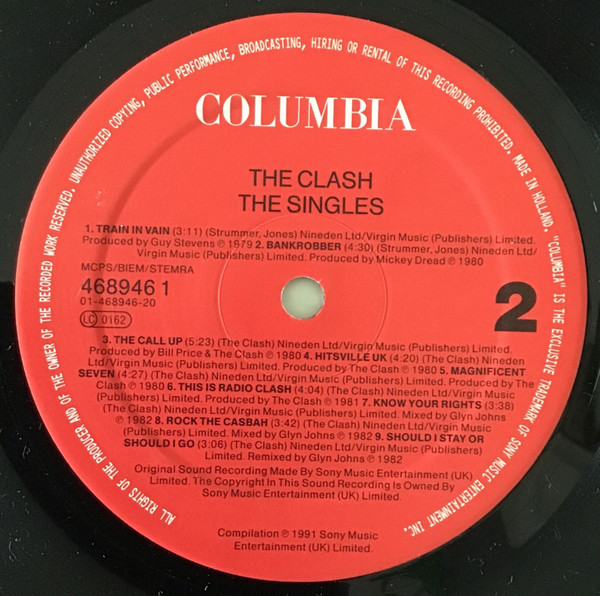 COLUMBIA
THE CLASH
THE SINGLES
1. TRAIN IN VAIN (3:11) (Strummer, Jones) Nineden Ltd/Virgin Music (Publishers) Limited.
Produced by Guy Stevens ℗ 1979 2. BANKROBBER (4:30) (Strummer, Jones) Nineden Ltd/
Virgin Music (Publishers) Limited. Produced by Mickey Dread ℗ 1980
MCPS/BIEM/STEMRA
468946 1
01-468946-20
LC 0162
2
3. THE CALL UP (5:23) (The Clash) Nineden Ltd/Virgin Music (Publishers) Limited.
Produced by Bill Price & The Clash ℗ 1980 4. HITSVILLE UK (4:20) (The Clash) Nineden
Ltd/Virgin Music (Publishers) Limited. Produced by The Clash ℗ 1980 5. MAGNIFICENT
SEVEN (4:27) (The Clash) Nineden Ltd/Virgin Music (Publishers) Limited. Produced by The
Clash ℗ 1980 6. THIS IS RADIO CLASH (4:04) (The Clash) Nineden Ltd/Virgin Music
(Publishers) Limited. Produced by The Clash ℗ 1981 7. KNOW YOUR RIGHTS (3:38)
(The Clash) Nineden Ltd/Virgin Music (Publishers) Limited. Mixed by Glyn Johns
℗ 1982 8. ROCK THE CASBAH (3:42) (The Clash) Nineden Ltd/Virgin Music
(Publishers) Limited. Mixed by Glyn Johns ℗ 1982 9. SHOULD I STAY OR
SHOULD I GO (3:06) (The Clash) Nineden Ltd/Virgin Music (Publishers)
Limited. Remixed by Glyn Johns ℗ 1982
Original Sound Recording Made By Sony Music Entertainment (UK)
Limited. The Copyright In This Sound Recording Is Owned By
Sony Music Entertainment (UK) Limited.
Compilation ℗ 1991 Sony Music
Entertainment (UK) Limited.
ALL RIGHTS OF THE PRODUCER AND OF THE OWNER OF THE RECORDED WORK RESERVED. UNAUTHORIZED COPYING, PUBLIC PERFORMANCE, BROADCASTING, HIRING OR RENTAL OF THIS RECORDING PROHIBITED. MADE IN HOLLAND. "COLUMBIA" IS THE EXCLUSIVE TRADEMARK OF SONY MUSIC ENTERTAINMENT INC.